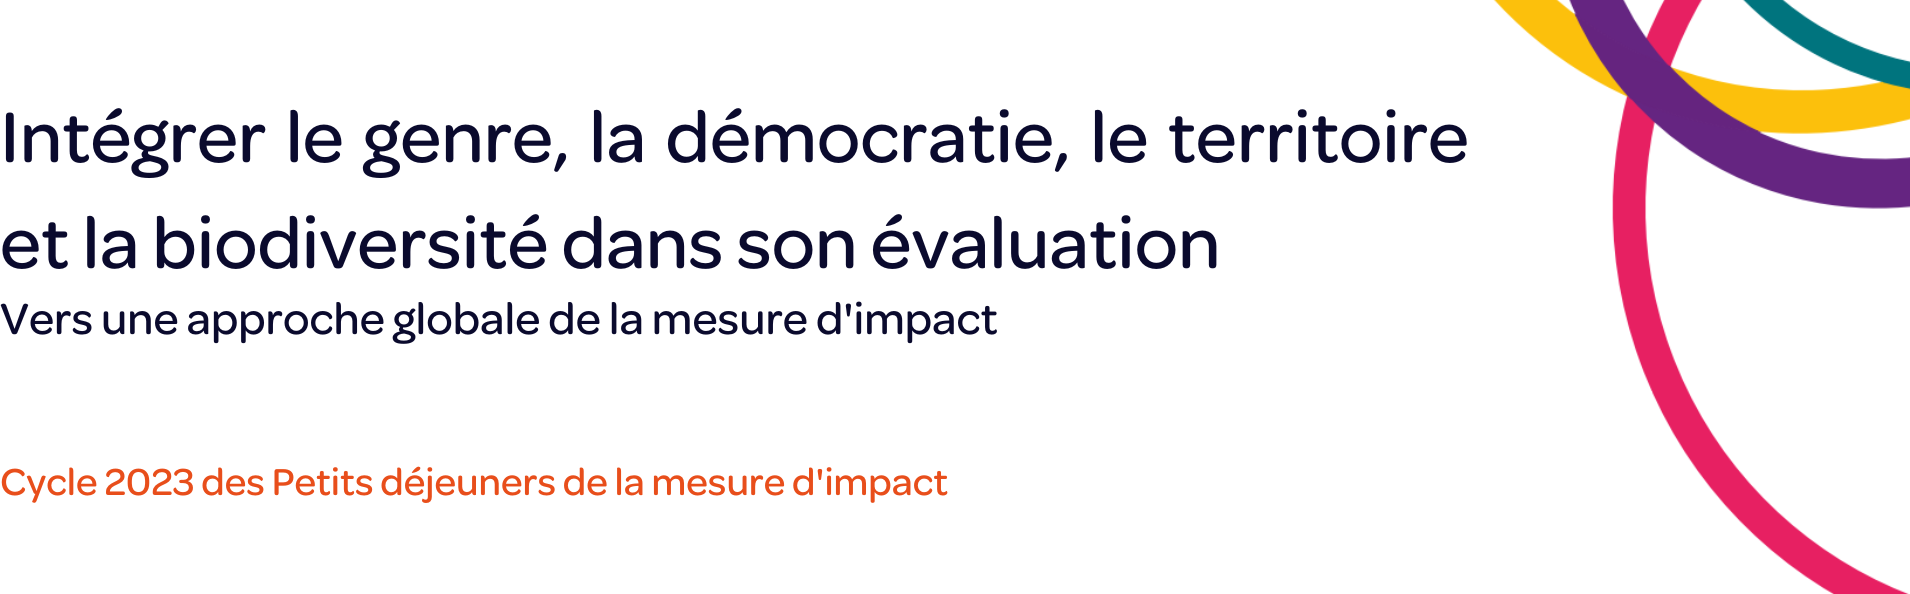 Intégrer le genre, la démocratie, le territoire
et la biodiversité dans son évaluation
Vers une approche globale de la mesure d'impact
Cycle 2023 des Petits déjeuners de la mesure d'impact